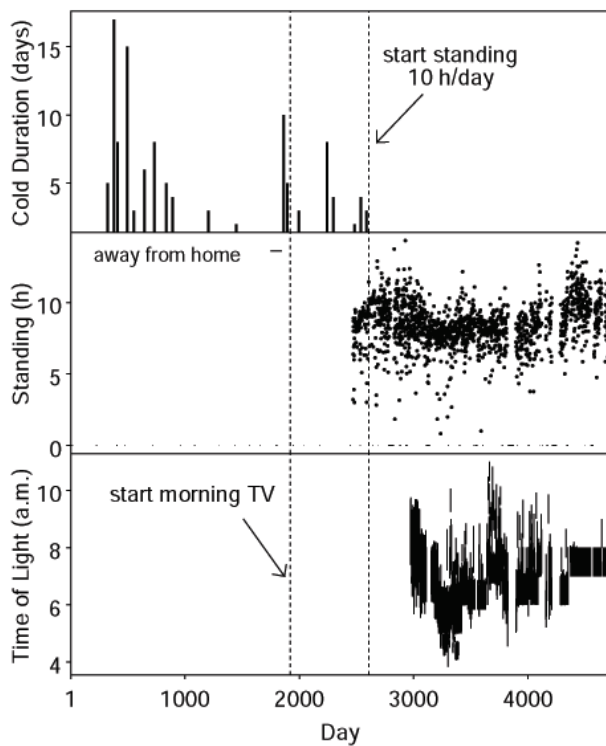 Cold Duration (days)
15
10
5
start standing
10 h/day
Standing (h)
away from home
10
5
0
Time of Light (a.m.)
start morning TV
10
8
6
4
1
1000
2000
3000
4000
Day